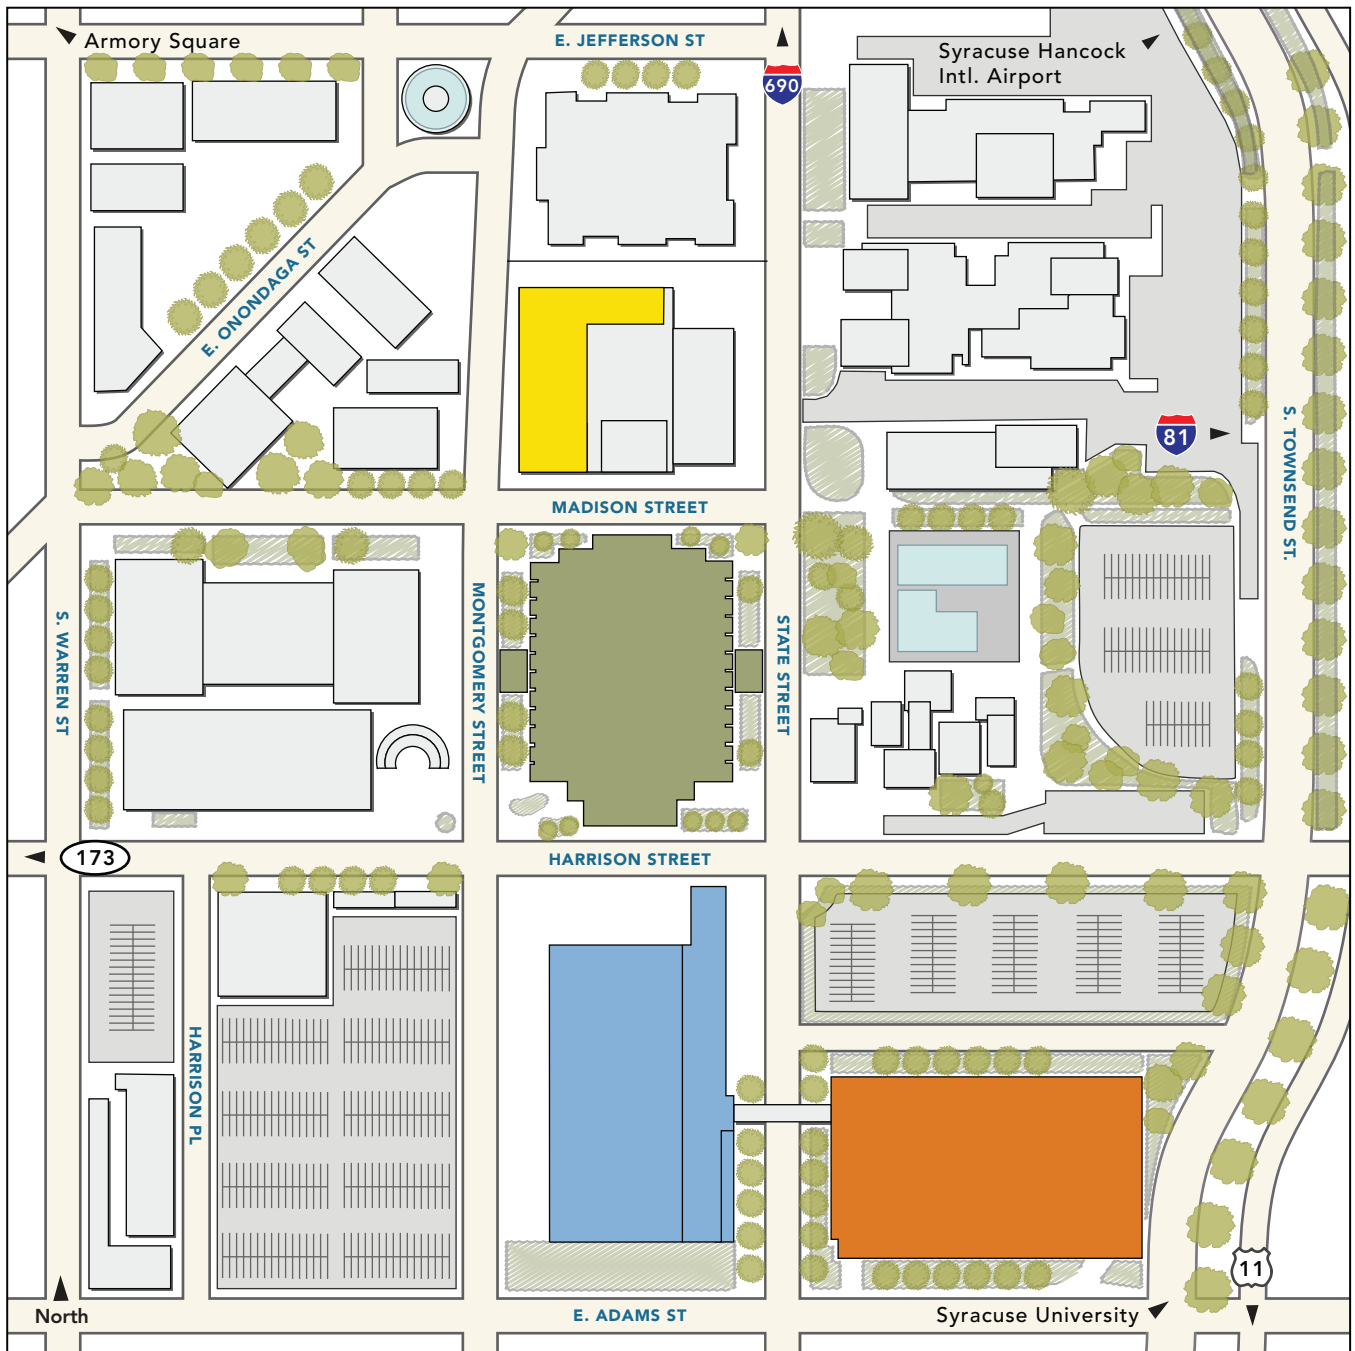 Armory Square
E. JEFFERSON ST
690
Syracuse Hancock
Intl. Airport
E. ONONDAGA ST
81
S. TOWNSEND ST.
MADISON STREET
S. WARREN ST
MONTGOMERY STREET
STATE STREET
173
HARRISON STREET
HARRISON PL
11
North
E. ADAMS ST
Syracuse University